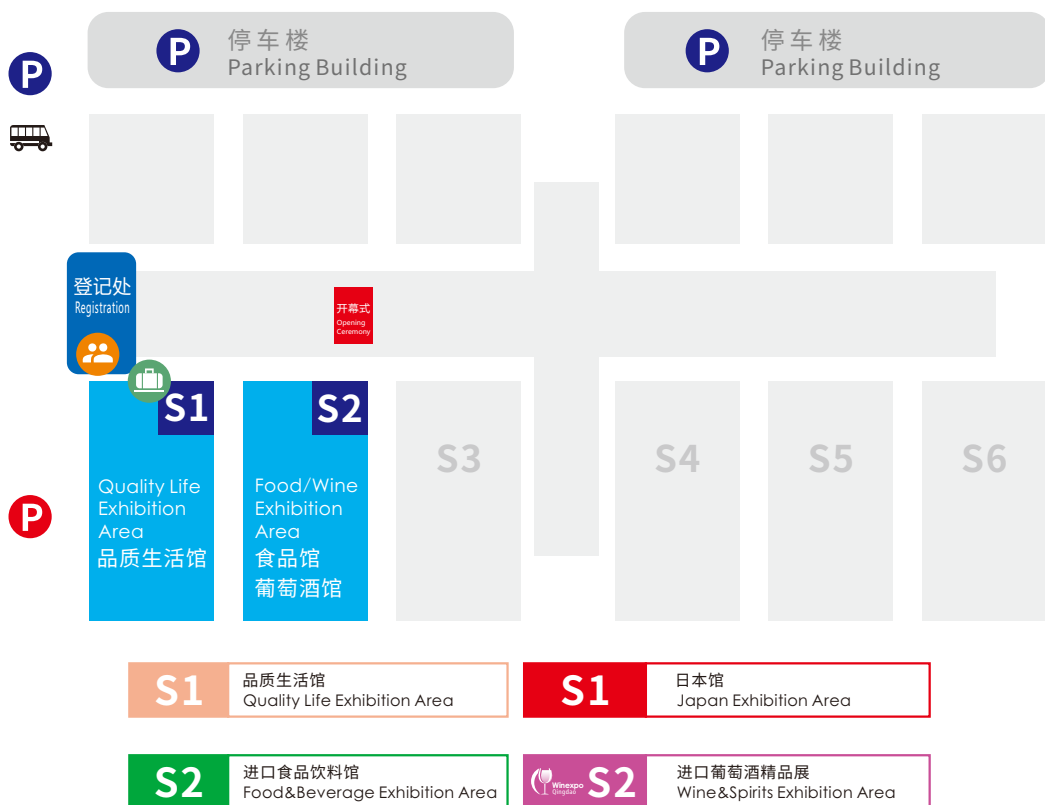 P
停车楼
Parking Building
P
停车楼
Parking Building
P
登记处
Registration
开幕式
Opening
Ceremony
S1
Quality Life
Exhibition
Area
品质生活馆
S2
Food/Wine
Exhibition
Area
食品馆
葡萄酒馆
S3
S4
S5
S6
P
S1
品质生活馆
Quality Life Exhibition Area
S1
日本馆
Japan Exhibition Area
S2
进口食品饮料馆
Food&Beverage Exhibition Area
Winexpo
Qingdao
S2
进口葡萄酒精品展
Wine&Spirits Exhibition Area